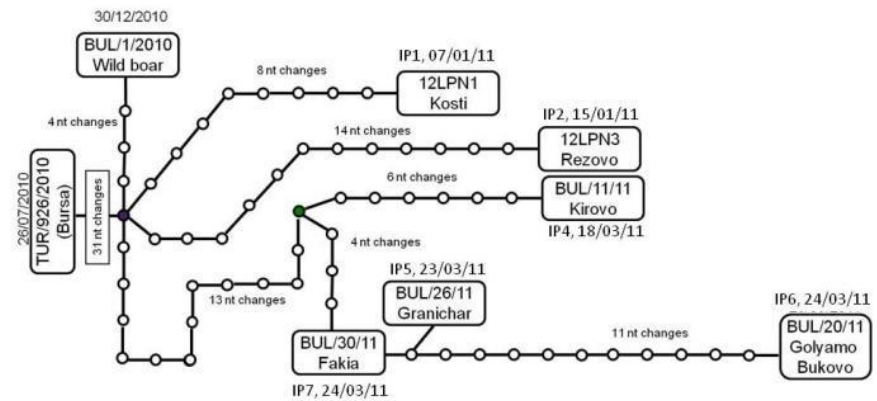 30/12/2010
BUL/1/2010
Wild boar
4 nt changes
26/07/2010
TUR/926/2010
(Bursa)
31 nt changes
8 nt changes
IP1, 07/01/11
12LPN1
Kosti
14 nt changes
IP2, 15/01/11
12LPN3
Rezovo
6 nt changes
BUL/11/11
Kirovo
IP4, 18/03/11
13 nt changes
4 nt changes
IP5, 23/03/11
BUL/26/11
Granichar
BUL/30/11
Fakia
IP7, 24/03/11
11 nt changes
IP6, 24/03/11
BUL/20/11
Golyamo
Bukovo